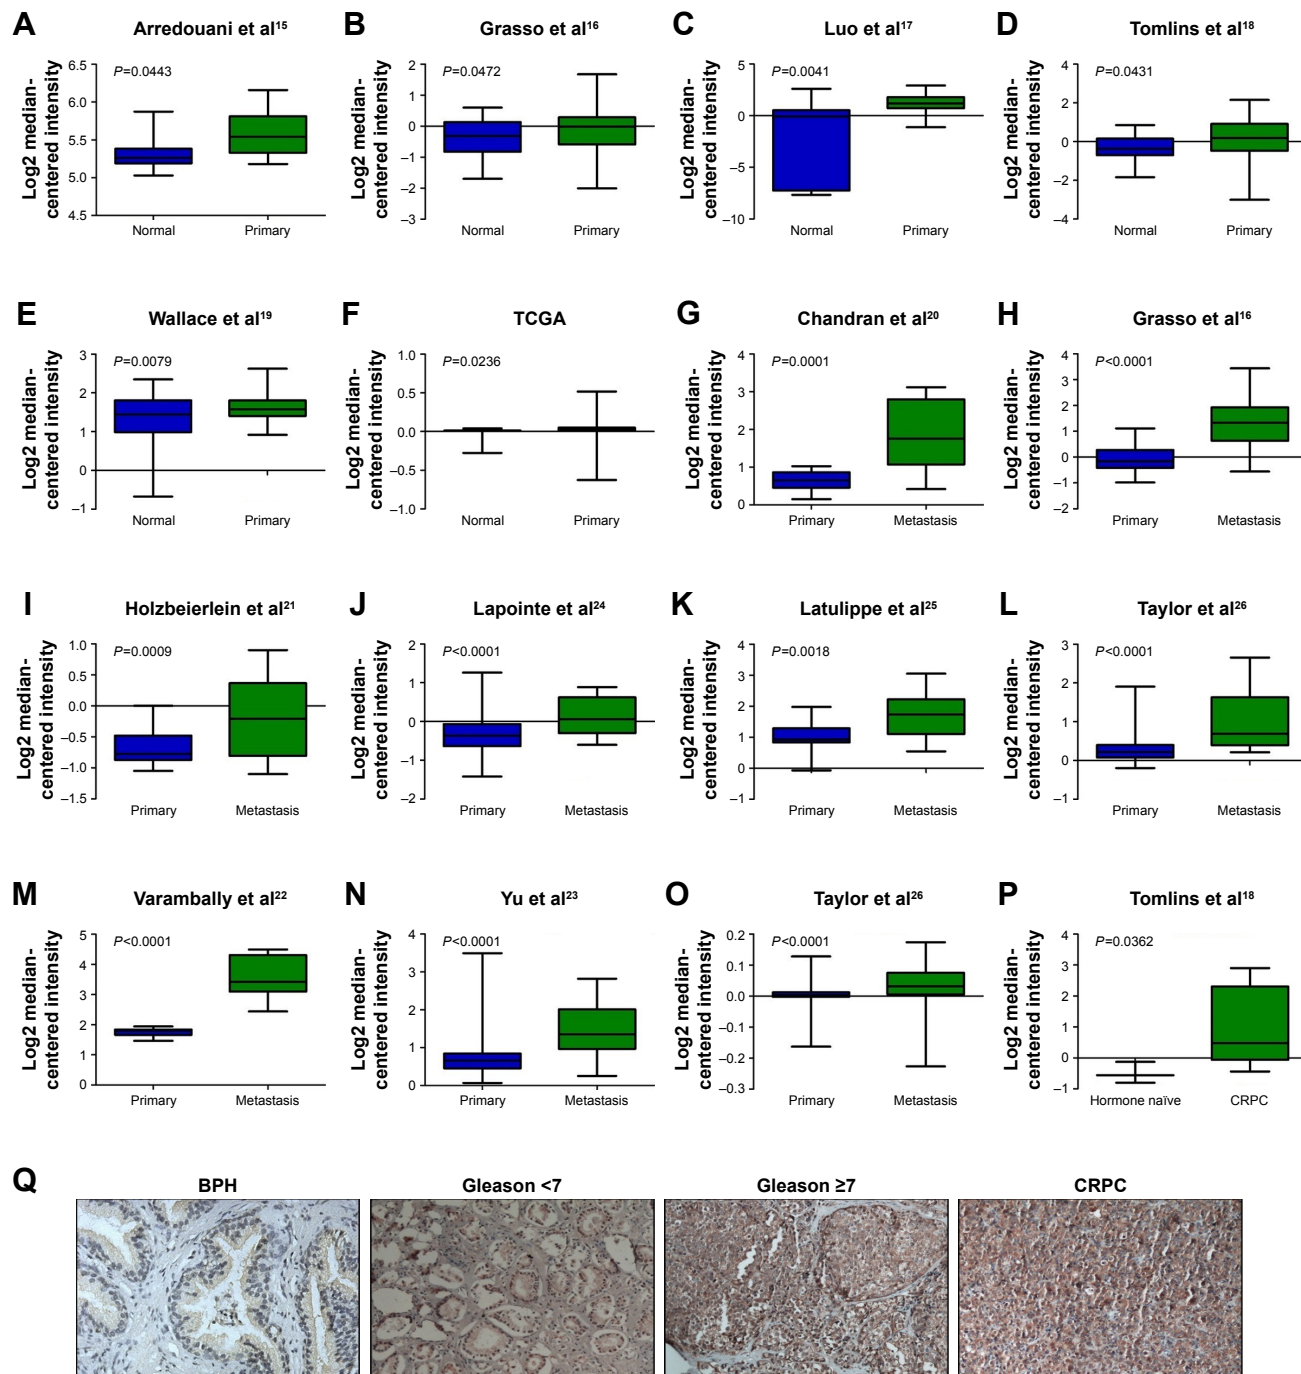 A Arredouani et al15
P=0.0443
Log2 median-
centered intensity
6.5
6.0
5.5
5.0
4.5
Normal Primary
B Grasso et al16
P=0.0472
Log2 median-
centered intensity
2
1
0
–1
–2
–3
Normal Primary
C Luo et al17
P=0.0041
Log2 median-
centered intensity
5
0
–5
–10
Normal Primary
D Tomlins et al18
P=0.0431
Log2 median-
centered intensity
4
2
0
–2
–4
Normal Primary
E Wallace et al19
P=0.0079
Log2 median-
centered intensity
3
2
1
0
–1
Normal Primary
F TCGA
P=0.0236
Log2 median-
centered intensity
1.0
0.5
0.0
–0.5
–1.0
Normal Primary
G Chandran et al20
P=0.0001
Log2 median-
centered intensity
4
3
2
1
0
Primary Metastasis
H Grasso et al16
P<0.0001
Log2 median-
centered intensity
4
3
2
1
0
–1
–2
Primary Metastasis
I Holzbeierlein et al21
P=0.0009
Log2 median-
centered intensity
1.0
0.5
0.0
–0.5
–1.0
–1.5
Primary Metastasis
J Lapointe et al24
P<0.0001
Log2 median-
centered intensity
2
1
0
–1
–2
Primary Metastasis
K Latulippe et al25
P=0.0018
Log2 median-
centered intensity
4
3
2
1
0
–1
Primary Metastasis
L Taylor et al26
P<0.0001
Log2 median-
centered intensity
3
2
1
0
–1
Primary Metastasis
M Varambally et al22
P<0.0001
Log2 median-
centered intensity
5
4
3
2
1
0
Primary Metastasis
N Yu et al23
P<0.0001
Log2 median-
centered intensity
4
3
2
1
0
Primary Metastasis
O Taylor et al26
P<0.0001
Log2 median-
centered intensity
0.2
0.1
0.0
–0.1
–0.2
–0.3
Primary Metastasis
P Tomlins et al18
P=0.0362
Log2 median-
centered intensity
4
3
2
1
0
–1
Hormone naïve CRPC
Q BPH Gleason <7 Gleason ≥7 CRPC